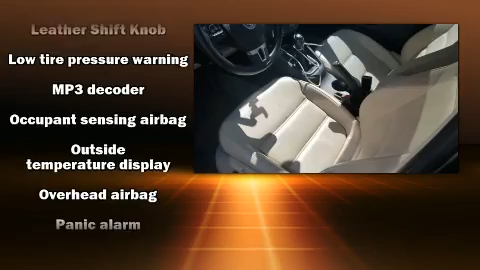 Leather Shift Knob
Low tire pressure warning
MP3 decoder
Occupant sensing airbag
Outside
temperature display
Overhead airbag
Panic alarm